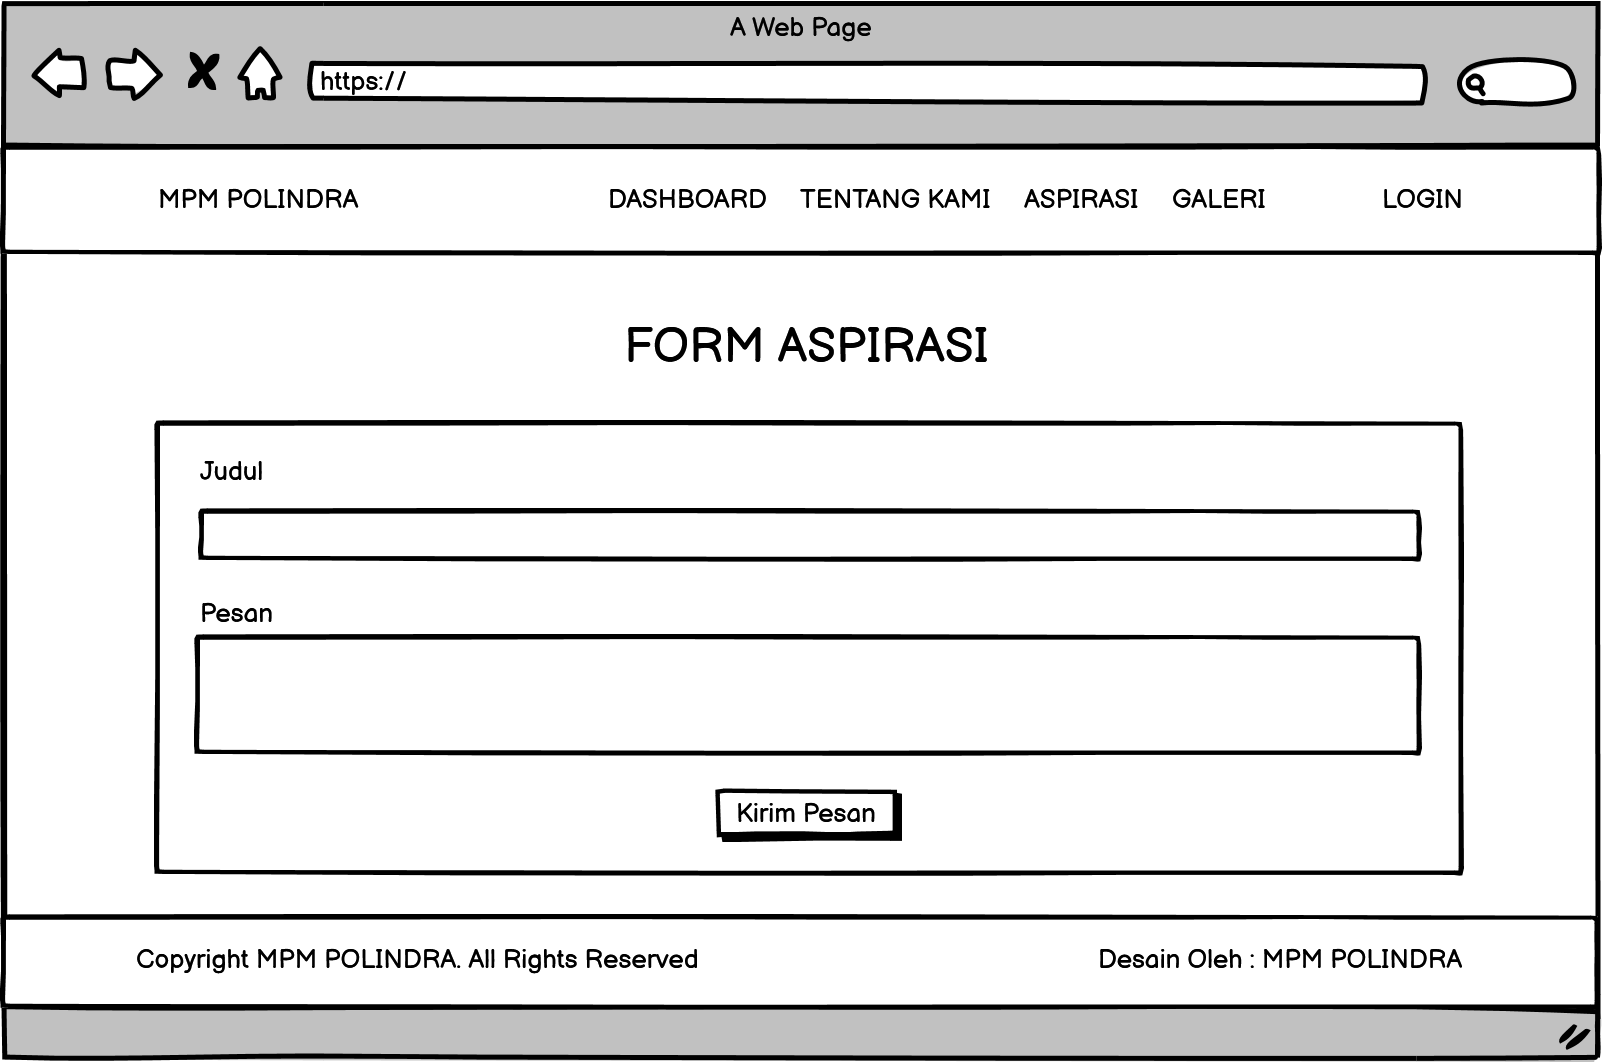 A Web Page
https://
MPM POLINDRA DASHBOARD TENTANG KAMI ASPIRASI GALERI LOGIN
FORM ASPIRASI
Judul
Pesan
Kirim Pesan
Copyright MPM POLINDRA. All Rights Reserved Desain Oleh : MPM POLINDRA